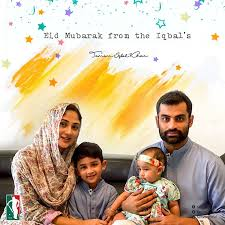 Eid Mubarak from the Iqbal's